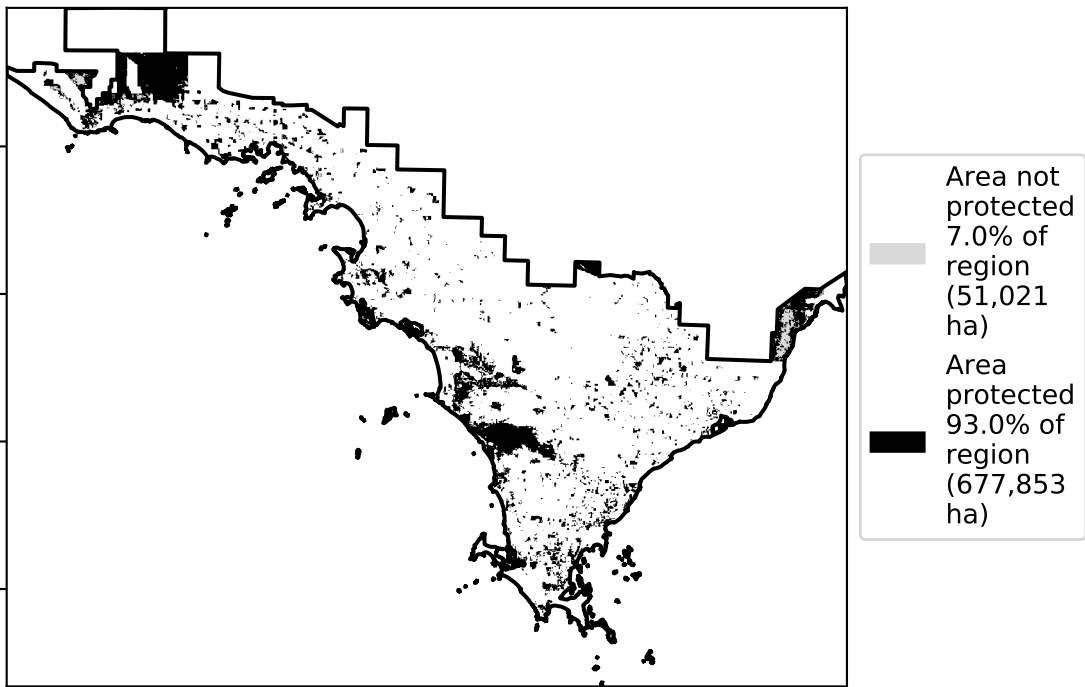 Area not
protected
7.0% of
region
(51,021
ha)
Area
protected
93.0% of
region
(677,853
ha)